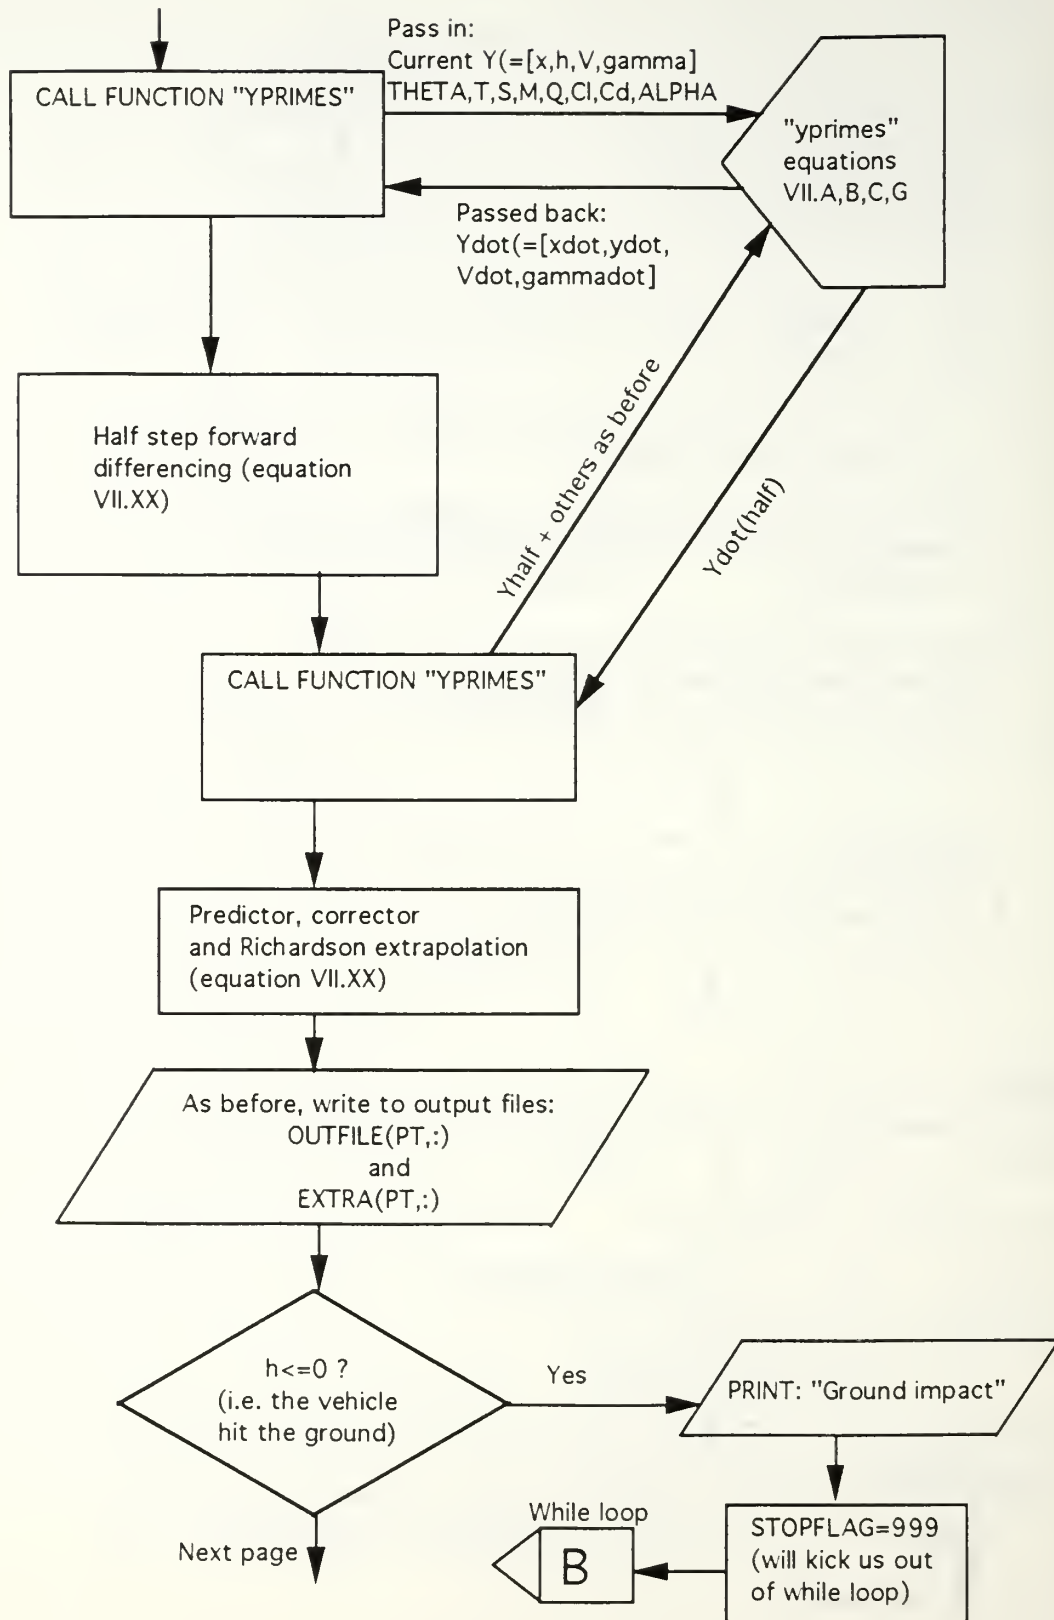 Pass in:
Current Y(=[x,h,V,gamma]
THETA,T,S,M,Q,Cl,Cd,ALPHA
CALL FUNCTION "YPRIMES"
"yprimes"
equations
VII.A,B,C,G
Passed back:
Ydot(=[xdot,ydot,
Vdot,gammadot]
Half step forward
differencing (equation
VII.XX)
Yhalf + others as before
Ydot(half)
CALL FUNCTION "YPRIMES"
Predictor, corrector
and Richardson extrapolation
(equation VII.XX)
As before, write to output files:
OUTFILE(PT,:)
and
EXTRA(PT,:)
h<=0 ?
(i.e. the vehicle
hit the ground)
Yes
PRINT: "Ground impact"
STOPFLAG=999
(will kick us out
of while loop)
While loop
B
Next page